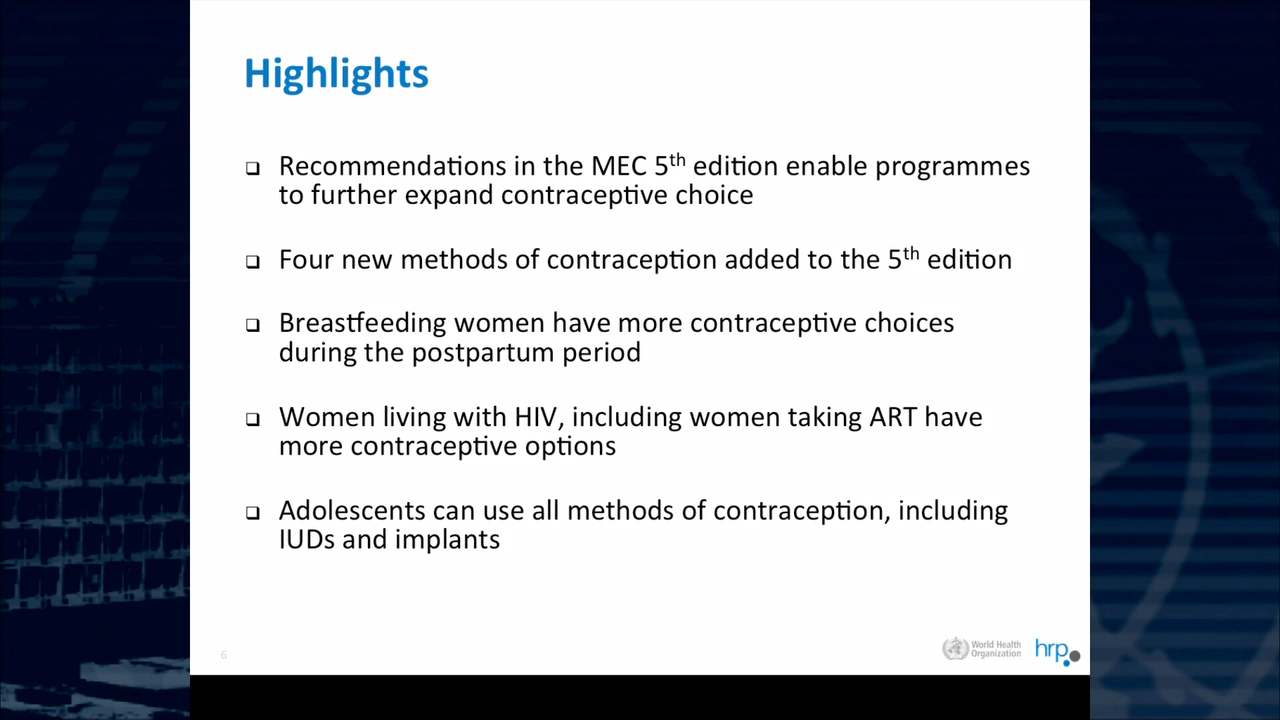 Highlights
❑ Recommendations in the MEC 5th edition enable programmes
to further expand contraceptive choice
❑ Four new methods of contraception added to the 5th edition
❑ Breastfeeding women have more contraceptive choices
during the postpartum period
❑ Women living with HIV, including women taking ART have
more contraceptive options
❑ Adolescents can use all methods of contraception, including
IUDs and implants
6
World Health
Organization
hrp